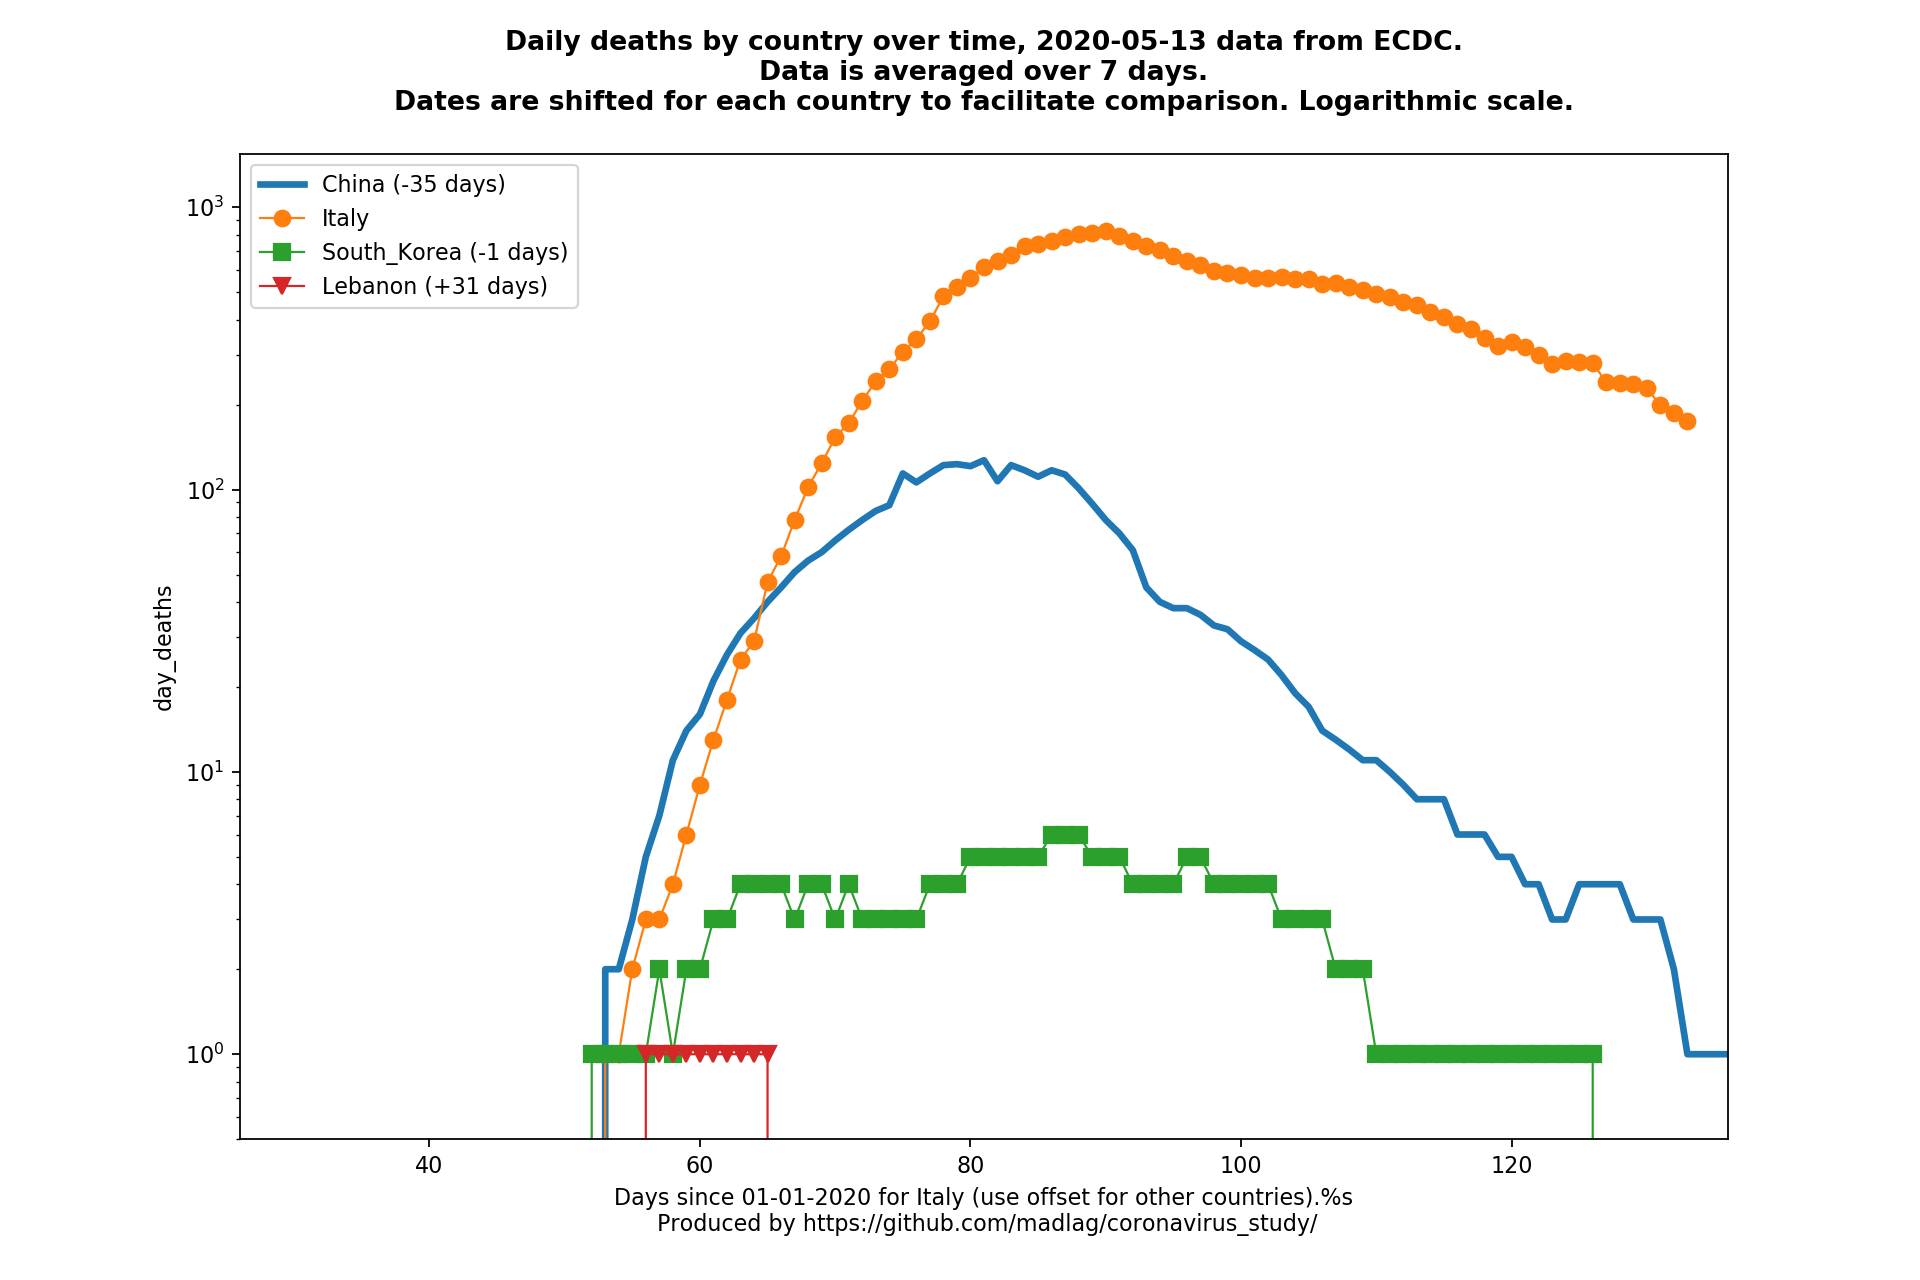 Daily deaths by country over time, 2020-05-13 data from ECDC.
Data is averaged over 7 days.
Dates are shifted for each country to facilitate comparison. Logarithmic scale.
China (-35 days)
Italy
South_Korea (-1 days)
Lebanon (+31 days)
10³
10²
10¹
10⁰
day_deaths
40 60 80 100 120
Days since 01-01-2020 for Italy (use offset for other countries).%s
Produced by https://github.com/madlag/coronavirus_study/